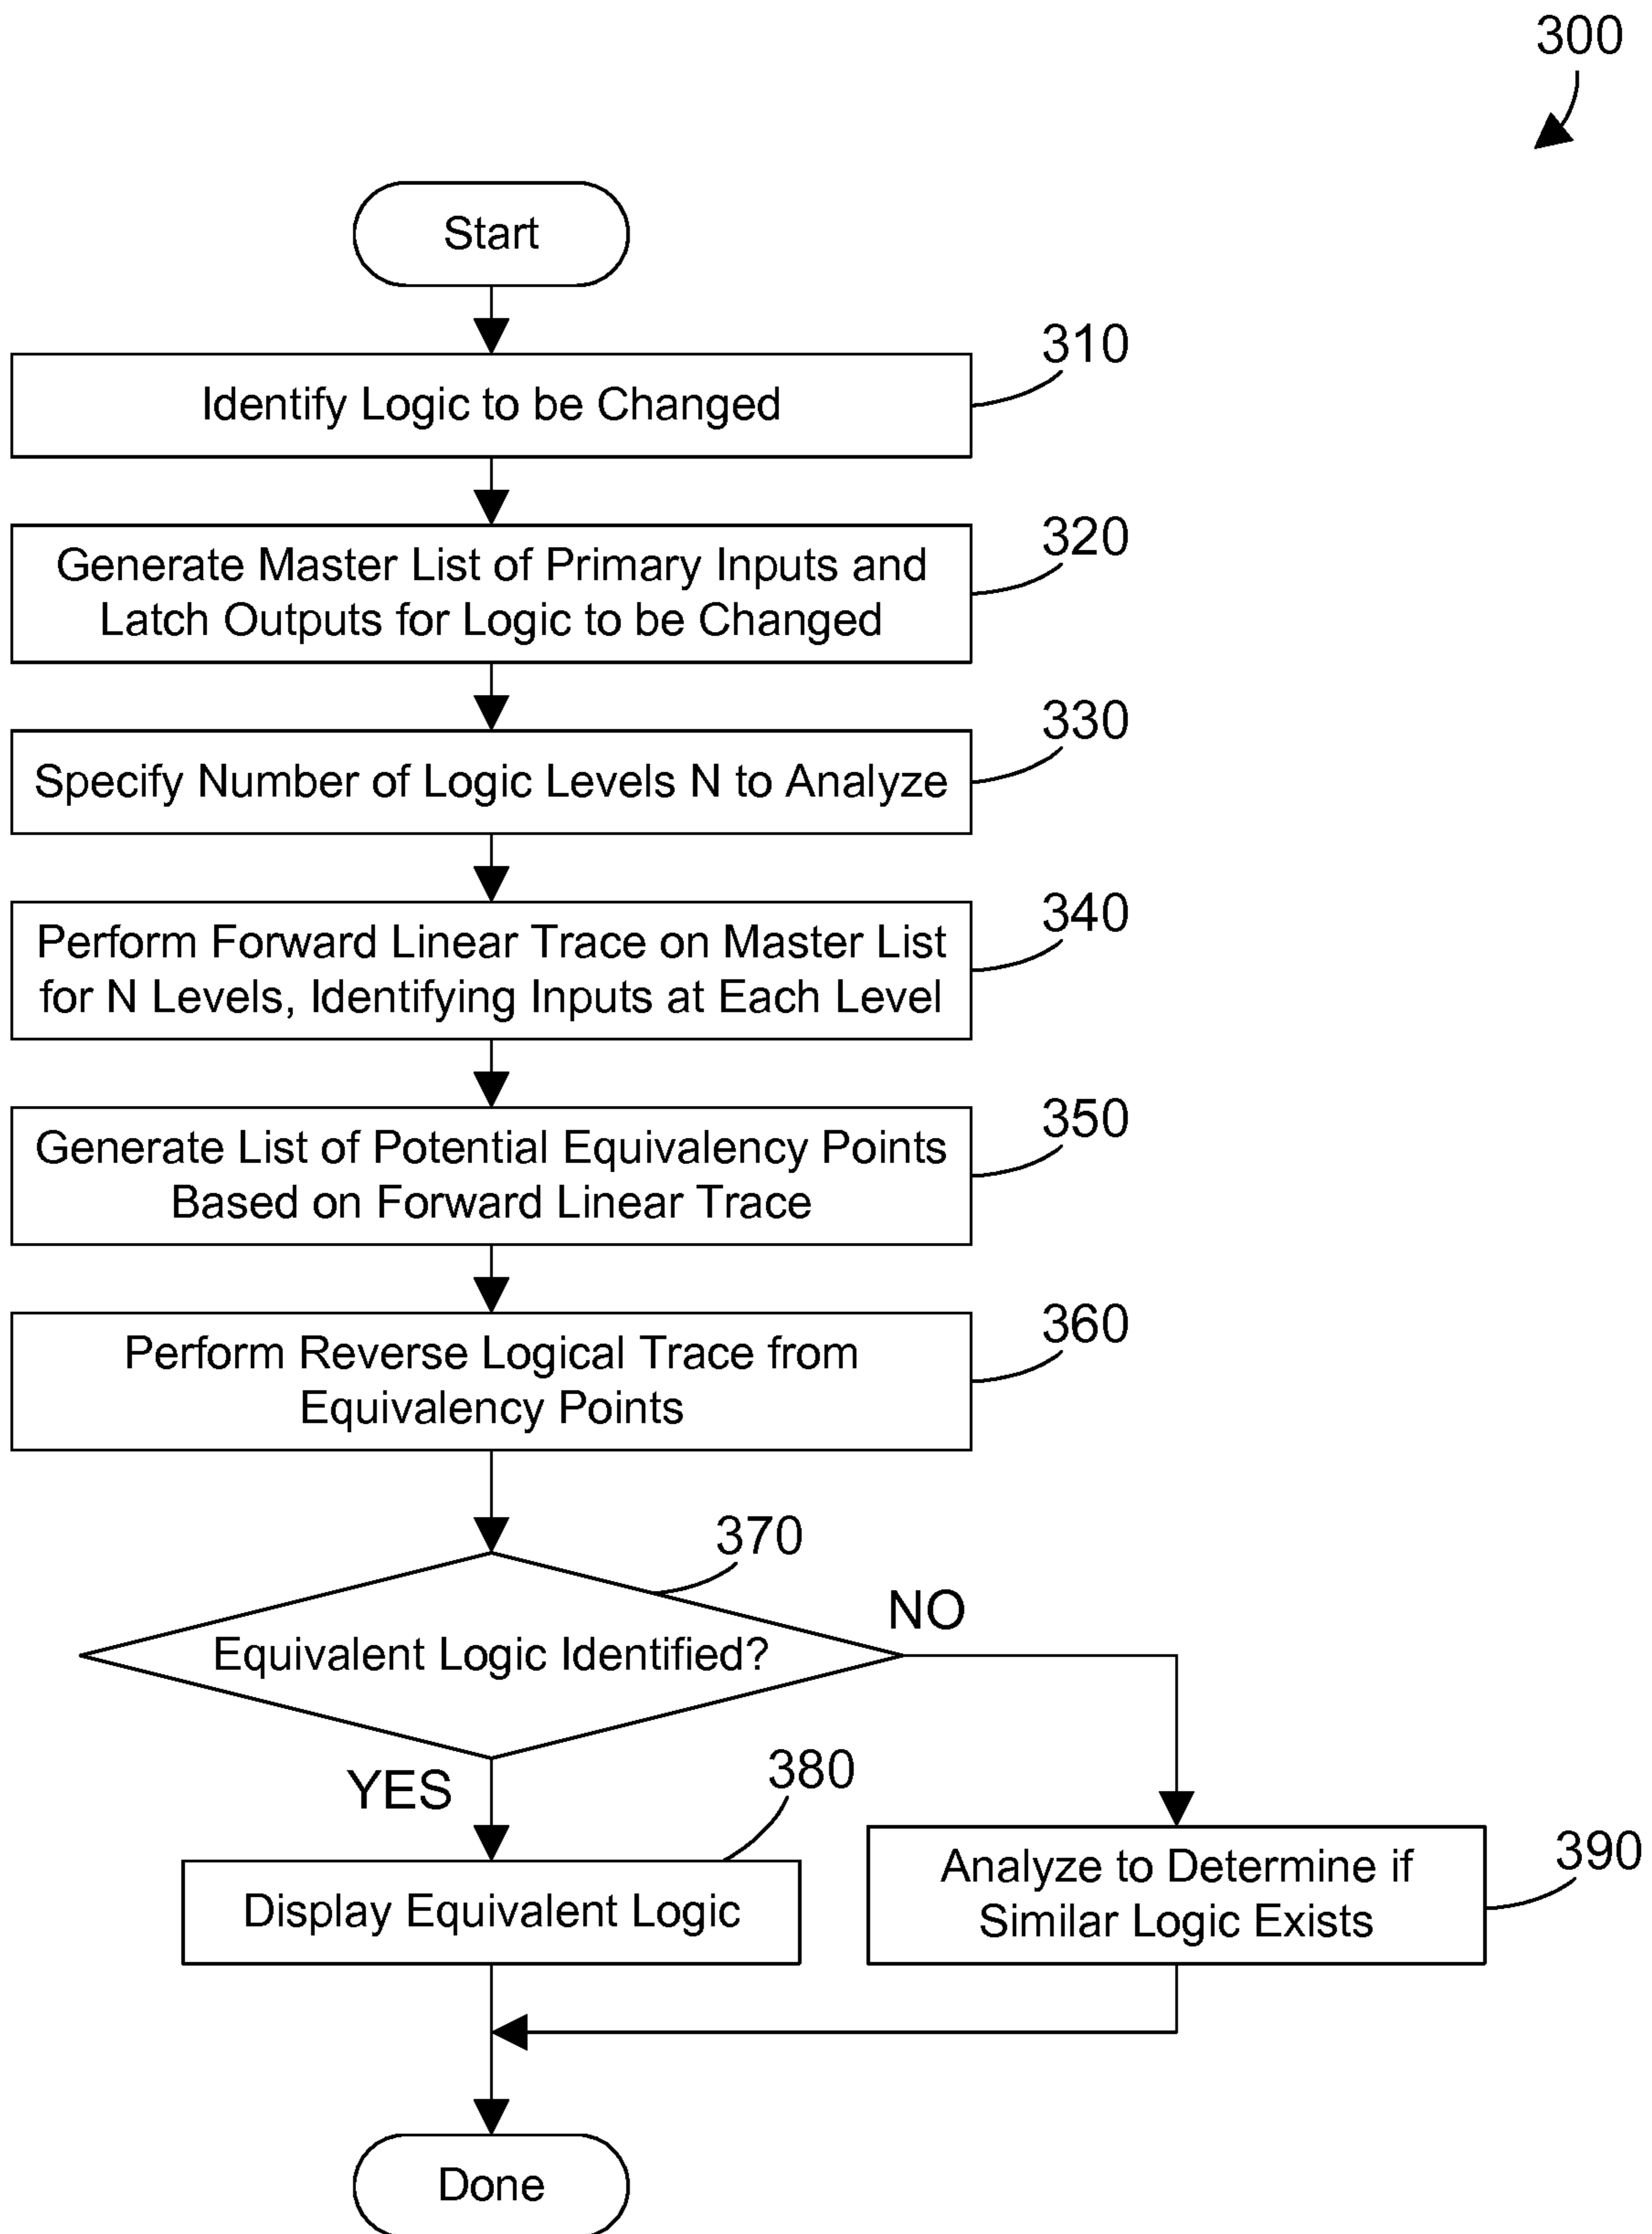 300
Start
310
Identify Logic to be Changed
320
Generate Master List of Primary Inputs and
Latch Outputs for Logic to be Changed
330
Specify Number of Logic Levels N to Analyze
340
Perform Forward Linear Trace on Master List
for N Levels, Identifying Inputs at Each Level
350
Generate List of Potential Equivalency Points
Based on Forward Linear Trace
360
Perform Reverse Logical Trace from
Equivalency Points
370
NO
Equivalent Logic Identified?
YES
380
Display Equivalent Logic
390
Analyze to Determine if
Similar Logic Exists
Done